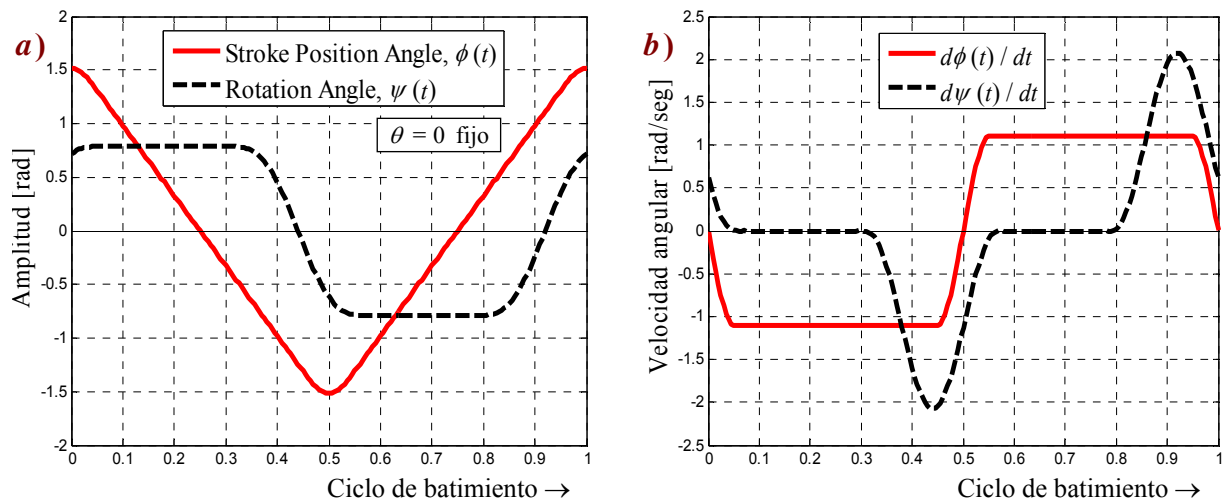 a)
Stroke Position Angle, ϕ (t)
Rotation Angle, ψ (t)
θ = 0 fijo
Amplitud [rad]
2
1.5
1
0.5
0
-0.5
-1
-1.5
-2
0 0.1 0.2 0.3 0.4 0.5 0.6 0.7 0.8 0.9 1
Ciclo de batimiento →
b)
dϕ(t) / dt
dψ(t) / dt
Velocidad angular [rad/seg]
2.5
2
1.5
1
0.5
0
-0.5
-1
-1.5
-2
-2.5
0 0.1 0.2 0.3 0.4 0.5 0.6 0.7 0.8 0.9 1
Ciclo de batimiento →